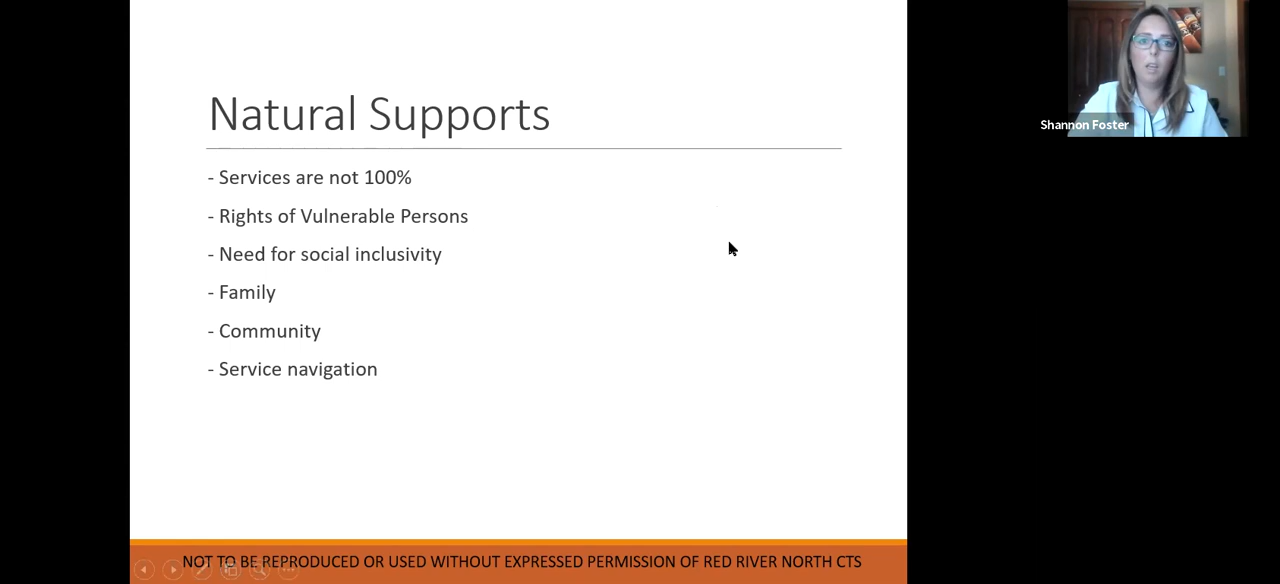 Natural Supports
- Services are not 100%
- Rights of Vulnerable Persons
- Need for social inclusivity
- Family
- Community
- Service navigation
NOT TO BE REPRODUCED OR USED WITHOUT EXPRESSED PERMISSION OF RED RIVER NORTH CTS
Shannon Foster